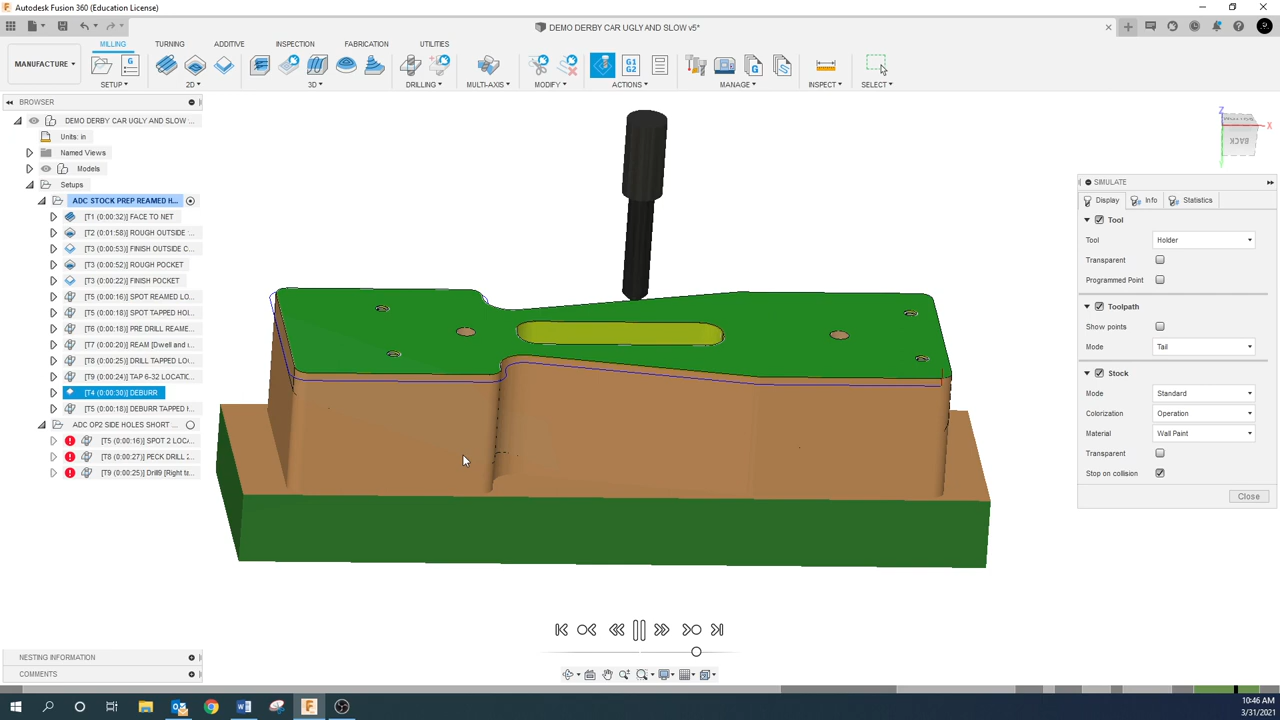 Autodesk Fusion 360 (Education License)
DEMO DERBY CAR UGLY AND SLOW v5*
MILLING TURNING ADDITIVE INSPECTION FABRICATION UTILITIES
MANUFACTURE
G1
G2
SETUP 2D 3D DRILLING MULTI-AXIS MODIFY ACTIONS MANAGE INSPECT SELECT
BROWSER
DEMO DERBY CAR UGLY AND SLOW ...
Units: in
Named Views
Models
Setups
ADC STOCK PREP REAMED H...
[T1 (0:00:32)] FACE TO NET
[T2 (0:01:58)] ROUGH OUTSIDE '...
[T3 (0:00:53)] FINISH OUTSIDE C...
[T3 (0:00:52)] ROUGH POCKET
[T3 (0:00:22)] FINISH POCKET
[T5 (0:00:16)] SPOT REAMED LO...
[T5 (0:00:18)] SPOT TAPPED HO...
[T6 (0:00:18)] PRE DRILL REAME...
[T7 (0:00:20)] REAM [Dwell and ...
[T8 (0:00:25)] DRILL TAPPED LO...
[T9 (0:00:24)] TAP 6-32 LOCATIO...
[T4 (0:00:30)] DEBURR
[T5 (0:00:18)] DEBURR TAPPED H...
ADC OP2 SIDE HOLES SHORT ...
[T5 (0:00:16)] SPOT 2 LOCA...
[T8 (0:00:27)] PECK DRILL 2...
[T9 (0:00:25)] Drill9 [Right ta...
Z
X
BOTTOM
BACK
SIMULATE
Display Info Statistics
Tool
Tool Holder
Transparent
Programmed Point
Toolpath
Show points
Mode Tail
Stock
Mode Standard
Colorization Operation
Material Wall Paint
Transparent
Stop on collision
Close
NESTING INFORMATION
COMMENTS
10:46 AM
3/31/2021